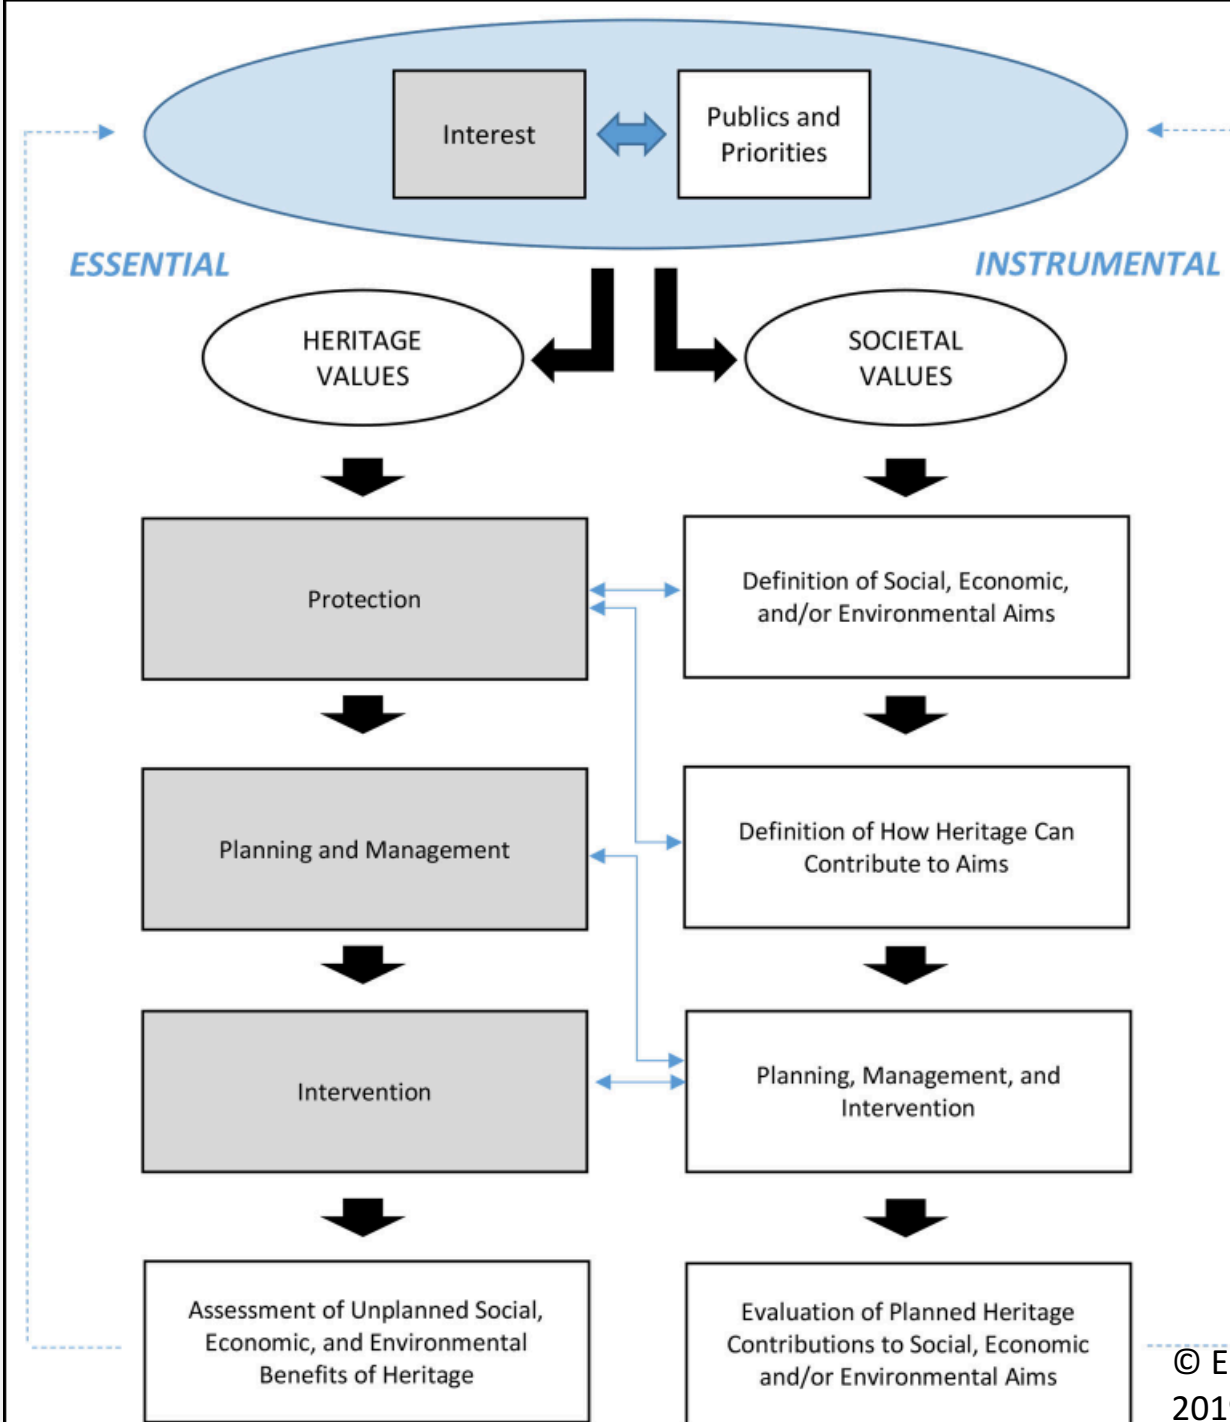 Interest
Publics and
Priorities
ESSENTIAL
INSTRUMENTAL
HERITAGE
VALUES
SOCIETAL
VALUES
Protection
Definition of Social, Economic,
and/or Environmental Aims
Planning and Management
Definition of How Heritage Can
Contribute to Aims
Intervention
Planning, Management, and
Intervention
Assessment of Unplanned Social,
Economic, and Environmental
Benefits of Heritage
Evaluation of Planned Heritage
Contributions to Social, Economic
and/or Environmental Aims
©